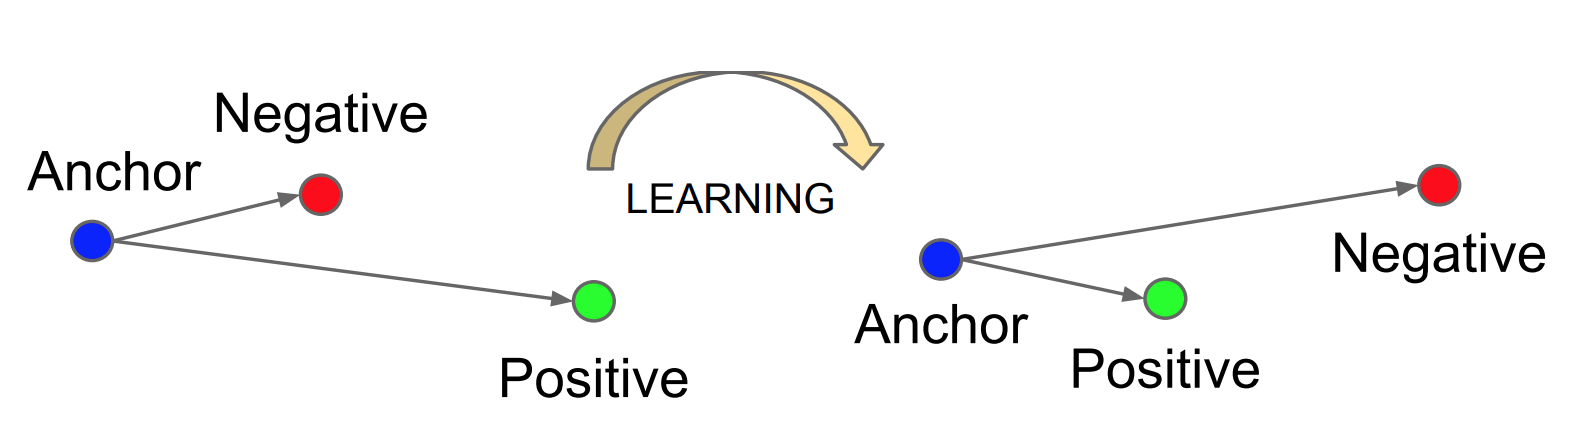 Negative
Anchor
Positive
LEARNING
Negative
Anchor
Positive